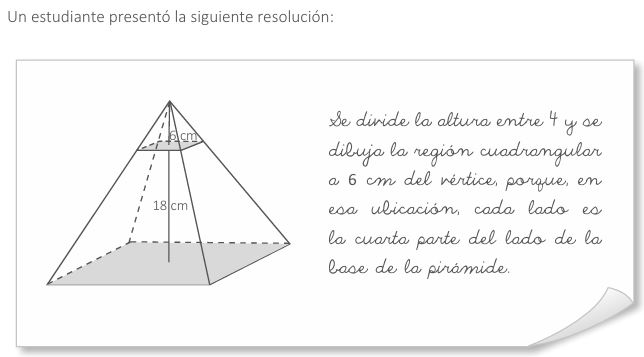 Un estudiante presentó la siguiente resolución:
6 cm
18 cm
Se divide la altura entre 4 y se
dibuja la región cuadrangular
a 6 cm del vértice, porque, en
esa ubicación, cada lado es
la cuarta parte del lado de la
base de la pirámide.